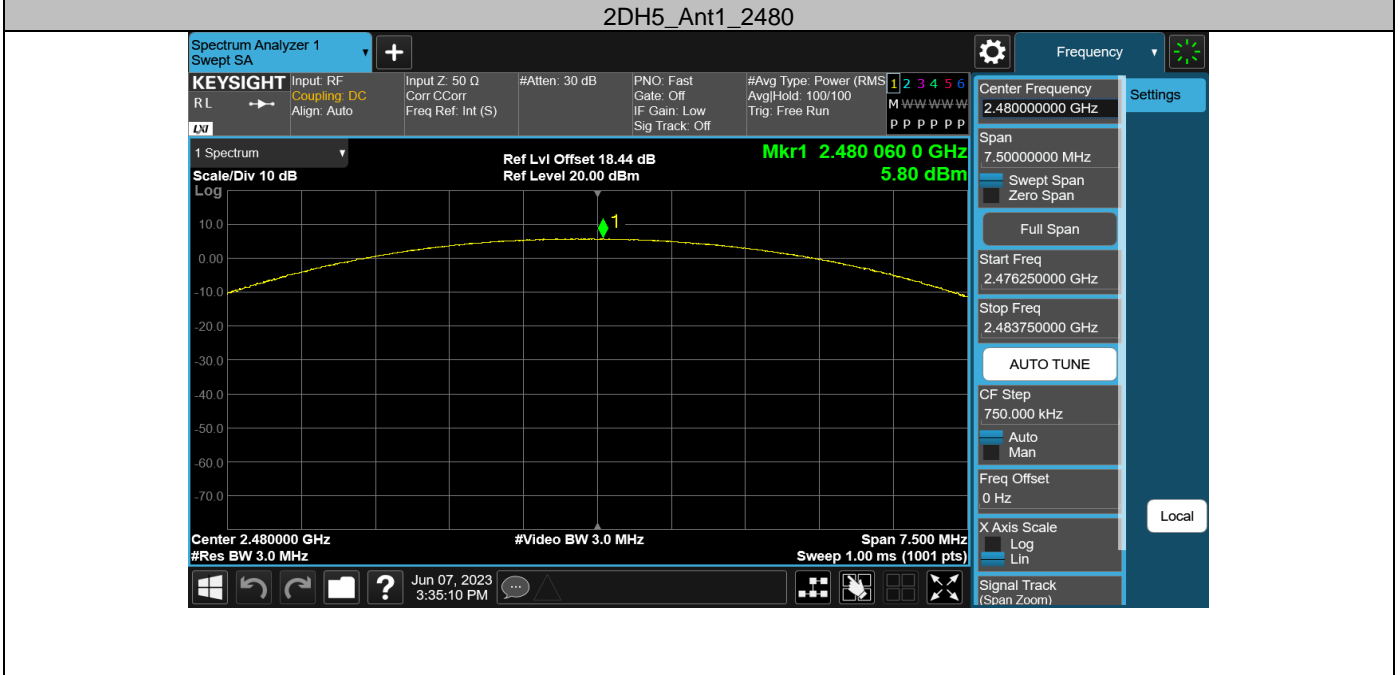 2DH5_Ant1_2480
Spectrum Analyzer 1
Swept SA
Frequency
KEYSIGHT
RL
LXI
Input: RF
Coupling: DC
Align: Auto
Input Z: 50 Ω
Corr CCorr
Freq Ref: Int (S)
#Atten: 30 dB
PNO: Fast
Gate: Off
IF Gain: Low
Sig Track: Off
#Avg Type: Power (RMS
Avg|Hold: 100/100
Trig: Free Run
1 2 3 4 5 6
M W W W W W
P P P P P P
1 Spectrum
Scale/Div 10 dB
Ref Lvl Offset 18.44 dB
Ref Level 20.00 dBm
Mkr1 2.480 060 0 GHz
5.80 dBm
Log
1
10.0
0.00
-10.0
-20.0
-30.0
-40.0
-50.0
-60.0
-70.0
Center 2.480000 GHz
#Video BW 3.0 MHz
Span 7.500 MHz
#Res BW 3.0 MHz
Sweep 1.00 ms (1001 pts)
?
Jun 07, 2023
3:35:10 PM
Center Frequency
2.480000000 GHz
Settings
Span
7.50000000 MHz
Swept Span
Zero Span
Full Span
Start Freq
2.476250000 GHz
Stop Freq
2.483750000 GHz
AUTO TUNE
CF Step
750.000 kHz
Auto
Man
Freq Offset
0 Hz
Local
X Axis Scale
Log
Lin
Signal Track
(Span Zoom)